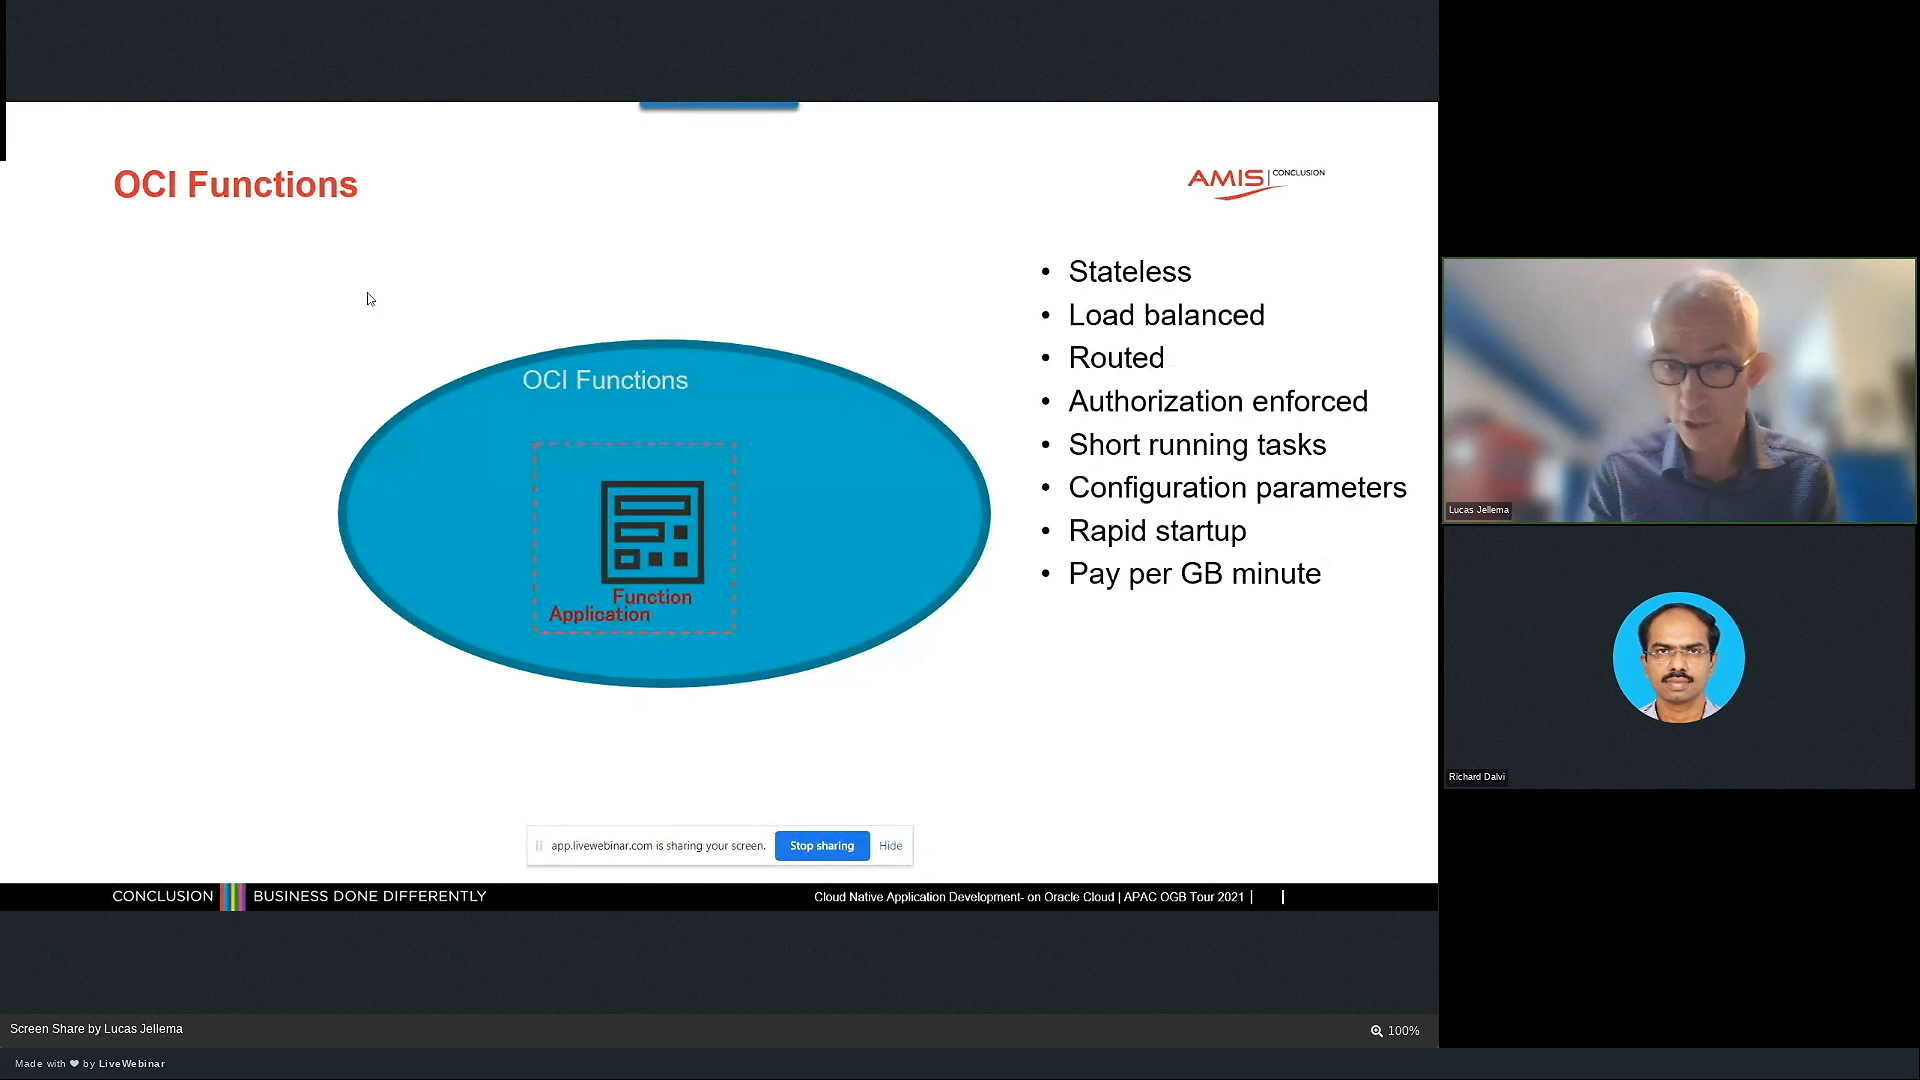 OCI Functions
AMIS | CONCLUSION
OCI Functions
Function
Application
• Stateless
• Load balanced
• Routed
• Authorization enforced
• Short running tasks
• Configuration parameters
• Rapid startup
• Pay per GB minute
Lucas Jellema
Richard Dalvi
app.livewebinar.com is sharing your screen. Stop sharing Hide
CONCLUSION BUSINESS DONE DIFFERENTLY
Cloud Native Application Development- on Oracle Cloud | APAC OGB Tour 2021 |
Screen Share by Lucas Jellema
100%
Made with ❤ by LiveWebinar